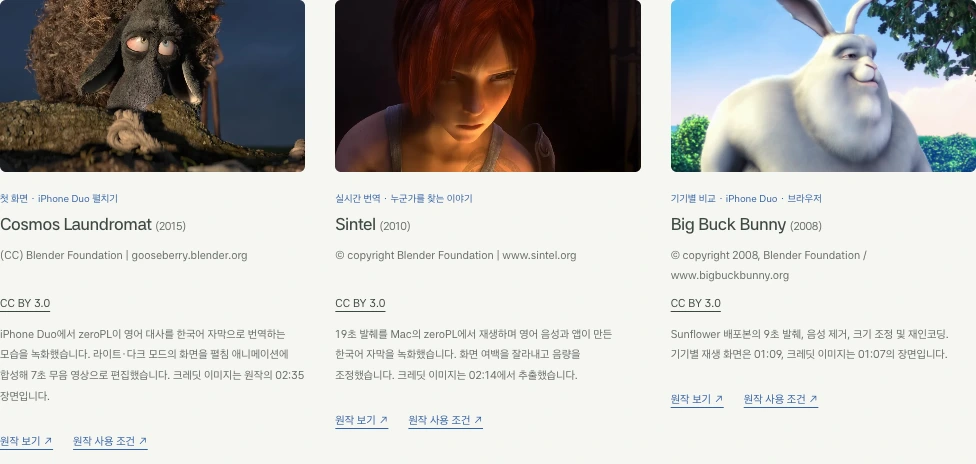 첫 화면 · iPhone Duo 펼치기
Cosmos Laundromat (2015)
(CC) Blender Foundation | gooseberry.blender.org
CC BY 3.0
iPhone Duo에서 zeroPL이 영어 대사를 한국어 자막으로 번역하는
모습을 녹화했습니다. 라이트·다크 모드의 화면을 펼침 애니메이션에
합성해 7초 무음 영상으로 편집했습니다. 크레딧 이미지는 원작의 02:35
장면입니다.
원작 보기 ↗ 원작 사용 조건 ↗
실시간 번역 · 누군가를 찾는 이야기
Sintel (2010)
© copyright Blender Foundation | www.sintel.org
CC BY 3.0
19초 발췌를 Mac의 zeroPL에서 재생하며 영어 음성과 앱이 만든
한국어 자막을 녹화했습니다. 화면 여백을 잘라내고 음량을
조정했습니다. 크레딧 이미지는 02:14에서 추출했습니다.
원작 보기 ↗ 원작 사용 조건 ↗
기기별 비교 · iPhone Duo · 브라우저
Big Buck Bunny (2008)
© copyright 2008, Blender Foundation /
www.bigbuckbunny.org
CC BY 3.0
Sunflower 배포본의 9초 발췌, 음성 제거, 크기 조정 및 재인코딩.
기기별 재생 화면은 01:09, 크레딧 이미지는 01:07의 장면입니다.
원작 보기 ↗ 원작 사용 조건 ↗